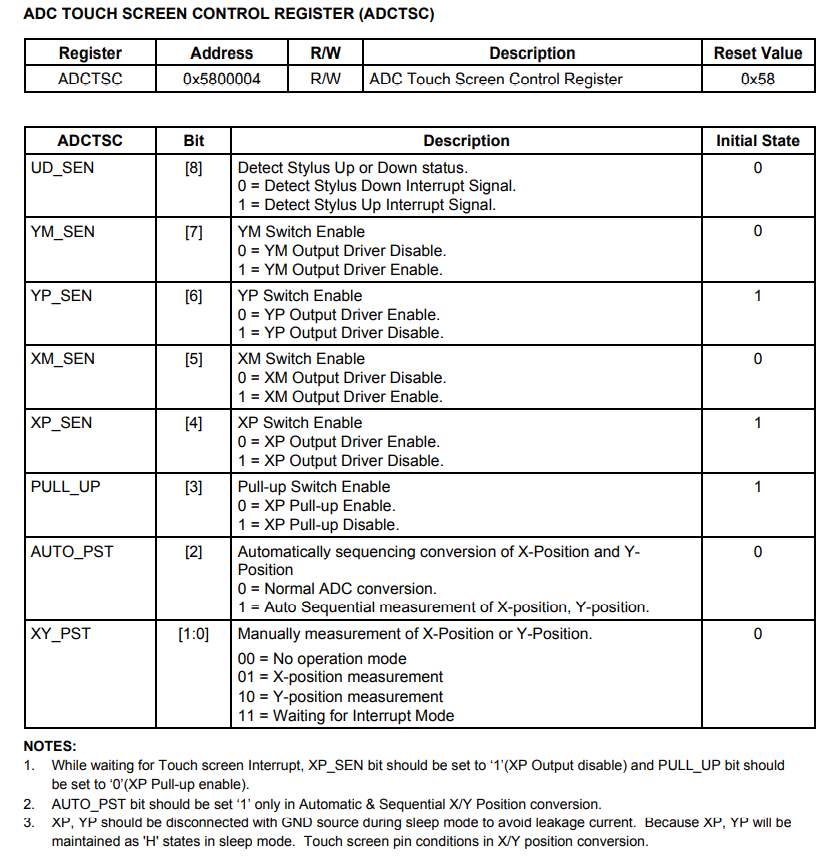 ADC TOUCH SCREEN CONTROL REGISTER (ADCTSC)
Register Address R/W Description Reset Value
ADCTSC 0x5800004 R/W ADC Touch Screen Control Register 0x58
ADCTSC Bit Description Initial State
UD_SEN [8] Detect Stylus Up or Down status. 0
0 = Detect Stylus Down Interrupt Signal.
1 = Detect Stylus Up Interrupt Signal.
YM_SEN [7] YM Switch Enable 0
0 = YM Output Driver Disable.
1 = YM Output Driver Enable.
YP_SEN [6] YP Switch Enable 1
0 = YP Output Driver Enable.
1 = YP Output Driver Disable.
XM_SEN [5] XM Switch Enable 0
0 = XM Output Driver Disable.
1 = XM Output Driver Enable.
XP_SEN [4] XP Switch Enable 1
0 = XP Output Driver Enable.
1 = XP Output Driver Disable.
PULL_UP [3] Pull-up Switch Enable 1
0 = XP Pull-up Enable.
1 = XP Pull-up Disable.
AUTO_PST [2] Automatically sequencing conversion of X-Position and Y- 0
Position
0 = Normal ADC conversion.
1 = Auto Sequential measurement of X-position, Y-position.
XY_PST [1:0] Manually measurement of X-Position or Y-Position. 0
00 = No operation mode
01 = X-position measurement
10 = Y-position measurement
11 = Waiting for Interrupt Mode
NOTES:
1. While waiting for Touch screen Interrupt, XP_SEN bit should be set to ‘1’(XP Output disable) and PULL_UP bit should
be set to ‘0’(XP Pull-up enable).
2. AUTO_PST bit should be set ‘1’ only in Automatic & Sequential X/Y Position conversion.
3. XP, YP should be disconnected with GND source during sleep mode to avoid leakage current. Because XP, YP will be
maintained as 'H' states in sleep mode. Touch screen pin conditions in X/Y position conversion.